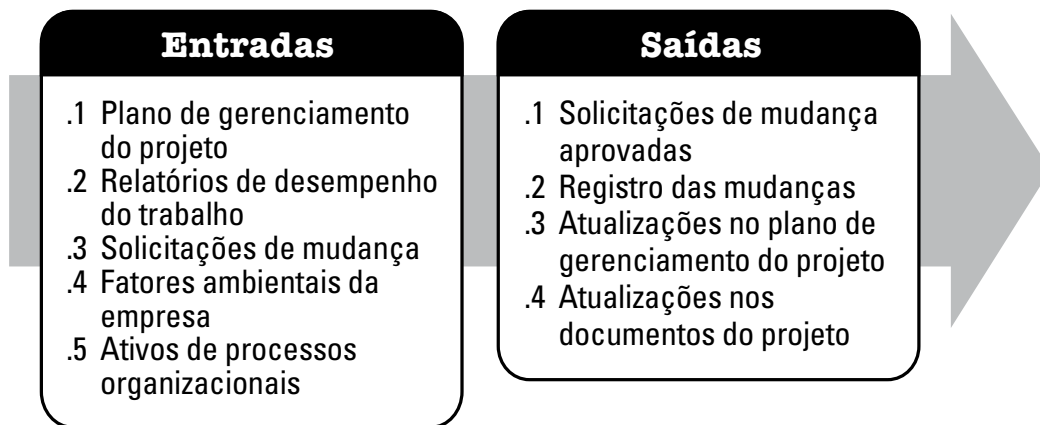 Entradas
.1 Plano de gerenciamento
do projeto
.2 Relatórios de desempenho
do trabalho
.3 Solicitações de mudança
.4 Fatores ambientais da
empresa
.5 Ativos de processos
organizacionais
Saídas
.1 Solicitações de mudança
aprovadas
.2 Registro das mudanças
.3 Atualizações no plano de
gerenciamento do projeto
.4 Atualizações nos
documentos do projeto